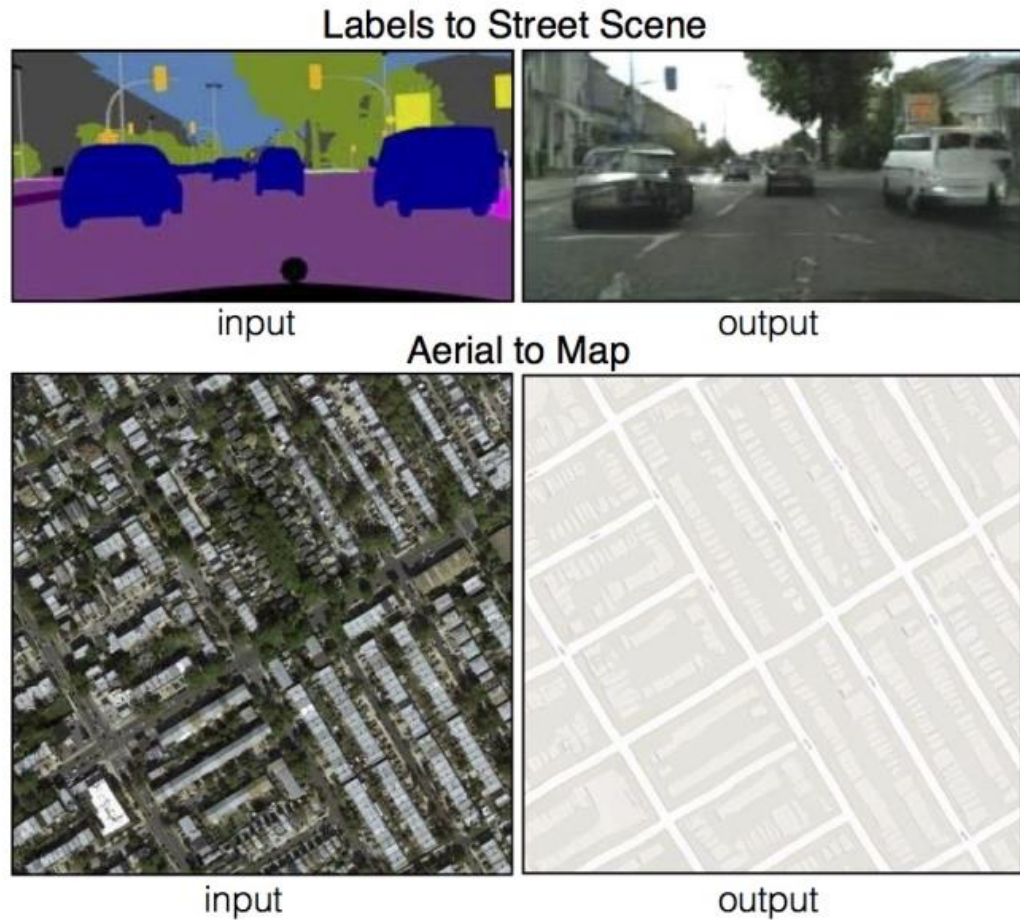 Labels to Street Scene
input
output
Aerial to Map
input
output